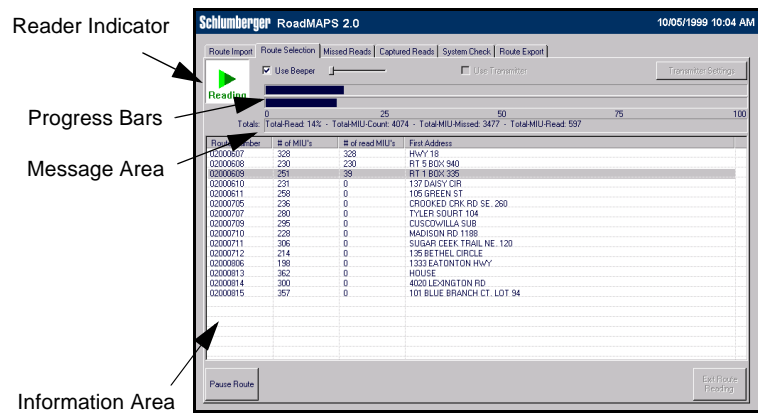 Schlumberger RoadMAPS 2.0 10/05/1999 10:04 AM
Reader Indicator
Route Import Route Selection Missed Reads Captured Reads System Check Route Export
Use Beeper Use Transmitter Transmitter Settings
Reading
Progress Bars
0 25 50 75 100
Totals: Total-Read: 14% - Total-MIU-Count: 4074 - Total-MIU-Missed: 3477 - Total-MIU-Read: 597
Message Area
Route Number # of MIU's # of read MIU's First Address
02000607 328 328 HWY 18
02000608 230 230 RT 5 BOX 940
02000609 251 39 RT 1 BOX 335
02000610 231 0 137 DAISY CIR
02000611 258 0 105 GREEN ST
02000705 236 0 CROOKED CRK RD SE. 260
02000707 280 0 TYLER SOURT 104
02000709 295 0 CUSCOWILLA SUB
02000710 228 0 MADISON RD 1188
02000711 306 0 SUGAR CEEK TRAIL NE. 120
02000712 214 0 135 BETHEL CIRCLE
02000806 198 0 1333 EATONTON HWY
02000813 362 0 HOUSE
02000814 300 0 4020 LEXINGTON RD
02000815 357 0 101 BLUE BRANCH CT. LOT 94
Information Area
Pause Route Exit Route
Reading